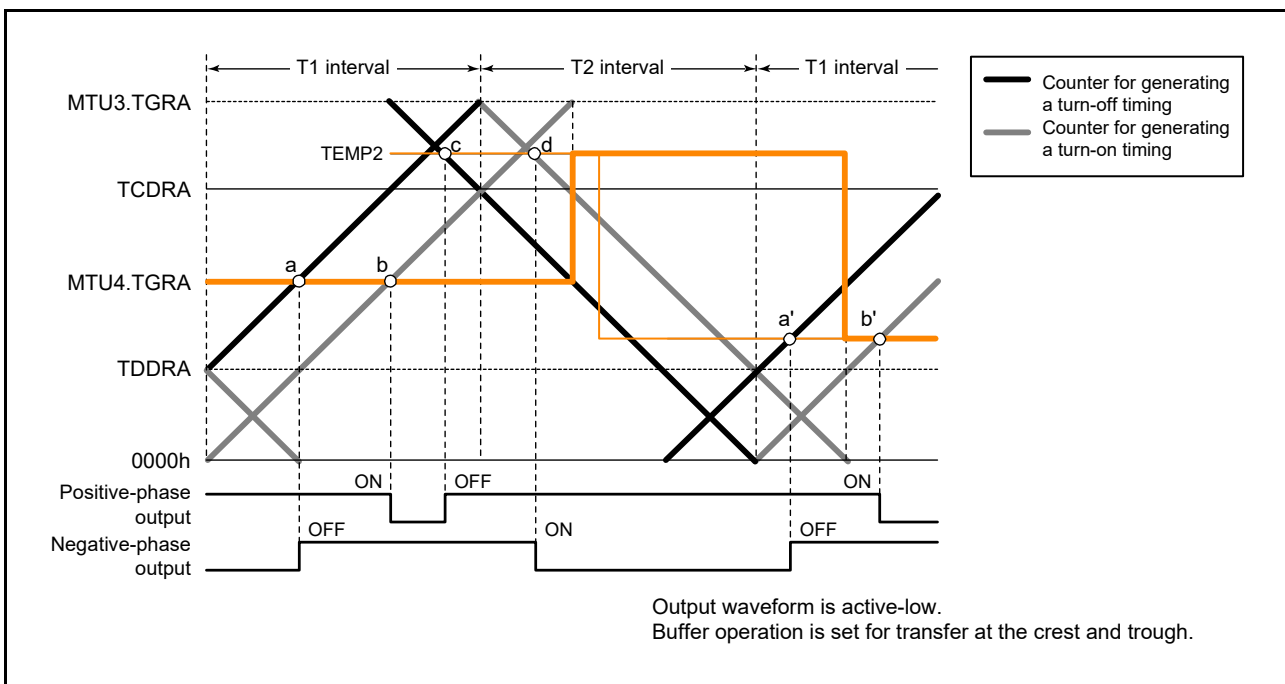 T1 interval
T2 interval
T1 interval
Counter for generating
a turn-off timing
Counter for generating
a turn-on timing
MTU3.TGRA
TEMP2
c
d
TCDRA
a
b
MTU4.TGRA
a'
b'
TDDRA
0000h
ON
OFF
ON
Positive-phase
output
OFF
ON
OFF
Negative-phase
output
Output waveform is active-low.
Buffer operation is set for transfer at the crest and trough.